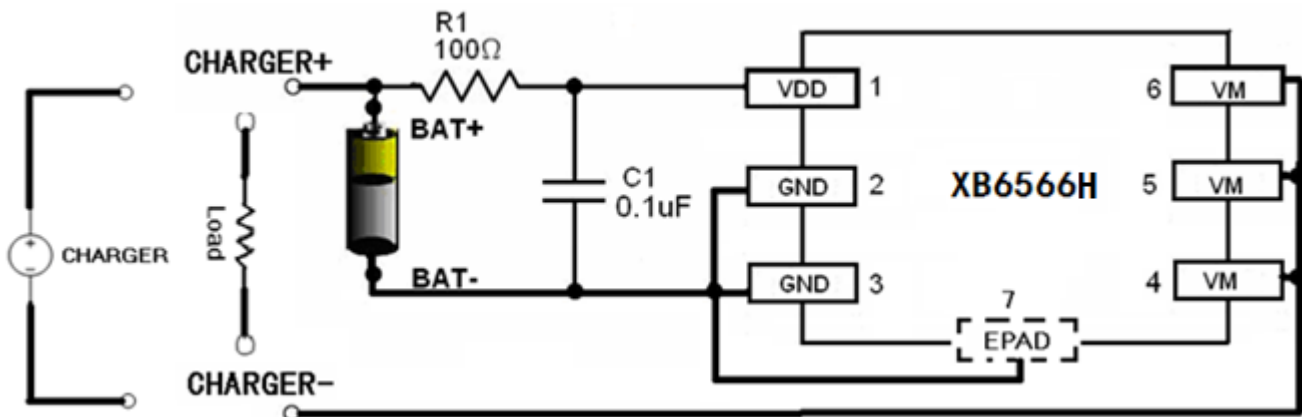 R1
100Ω
CHARGER+
VDD
1
6
VM
BAT+
C1
0.1uF
GND
2
XB6566H
5
VM
Load
+
-
CHARGER
BAT-
GND
3
4
VM
7
EPAD
CHARGER-